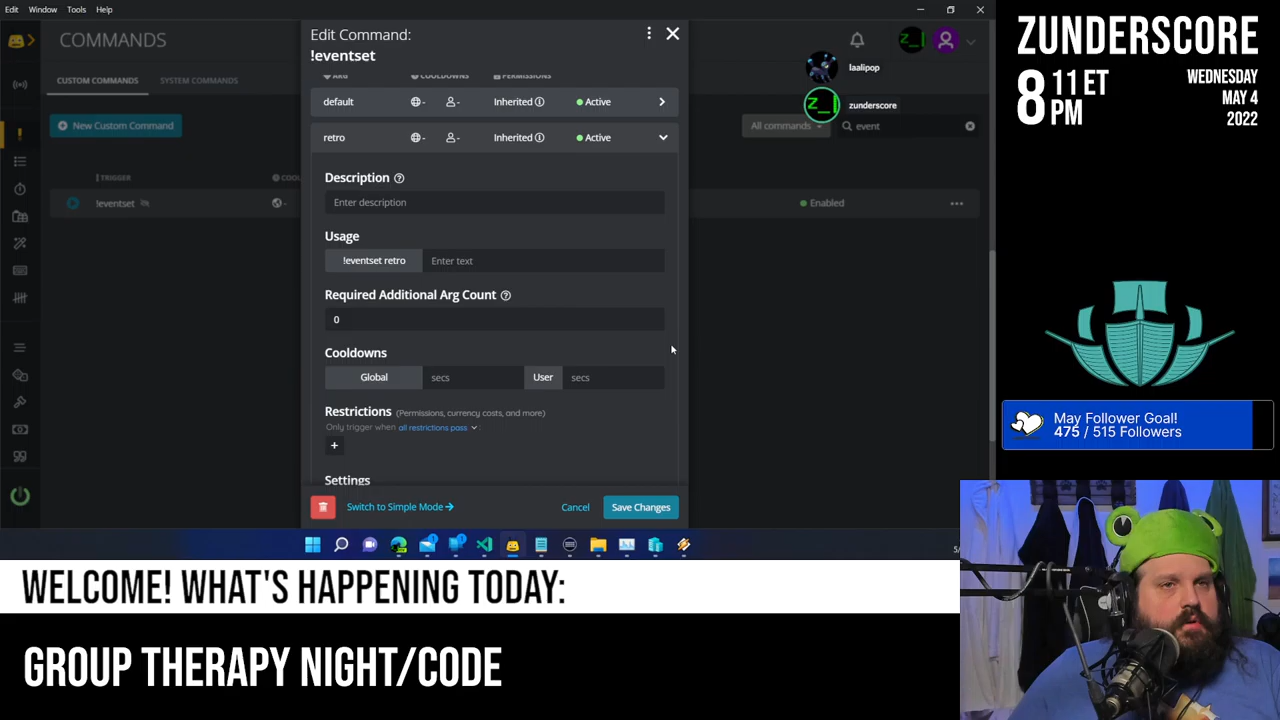 Edit Window Tools Help
COMMANDS
CUSTOM COMMANDS SYSTEM COMMANDS
New Custom Command
All commands
event
TRIGGER
!eventset
Enabled
Edit Command:
!eventset
default Inherited Active
retro Inherited Active
Description
Enter description
Usage
!eventset retro Enter text
Required Additional Arg Count
0
Cooldowns
Global secs User secs
Restrictions (Permissions, currency costs, and more)
Only trigger when all restrictions pass :
+
Settings
Switch to Simple Mode
Cancel
Save Changes
laalipop
z_| zunderscore
ZUNDERSCORE
8 11 ET PM
WEDNESDAY
MAY 4
2022
May Follower Goal!
475 / 515 Followers
WELCOME! WHAT'S HAPPENING TODAY:
GROUP THERAPY NIGHT/CODE